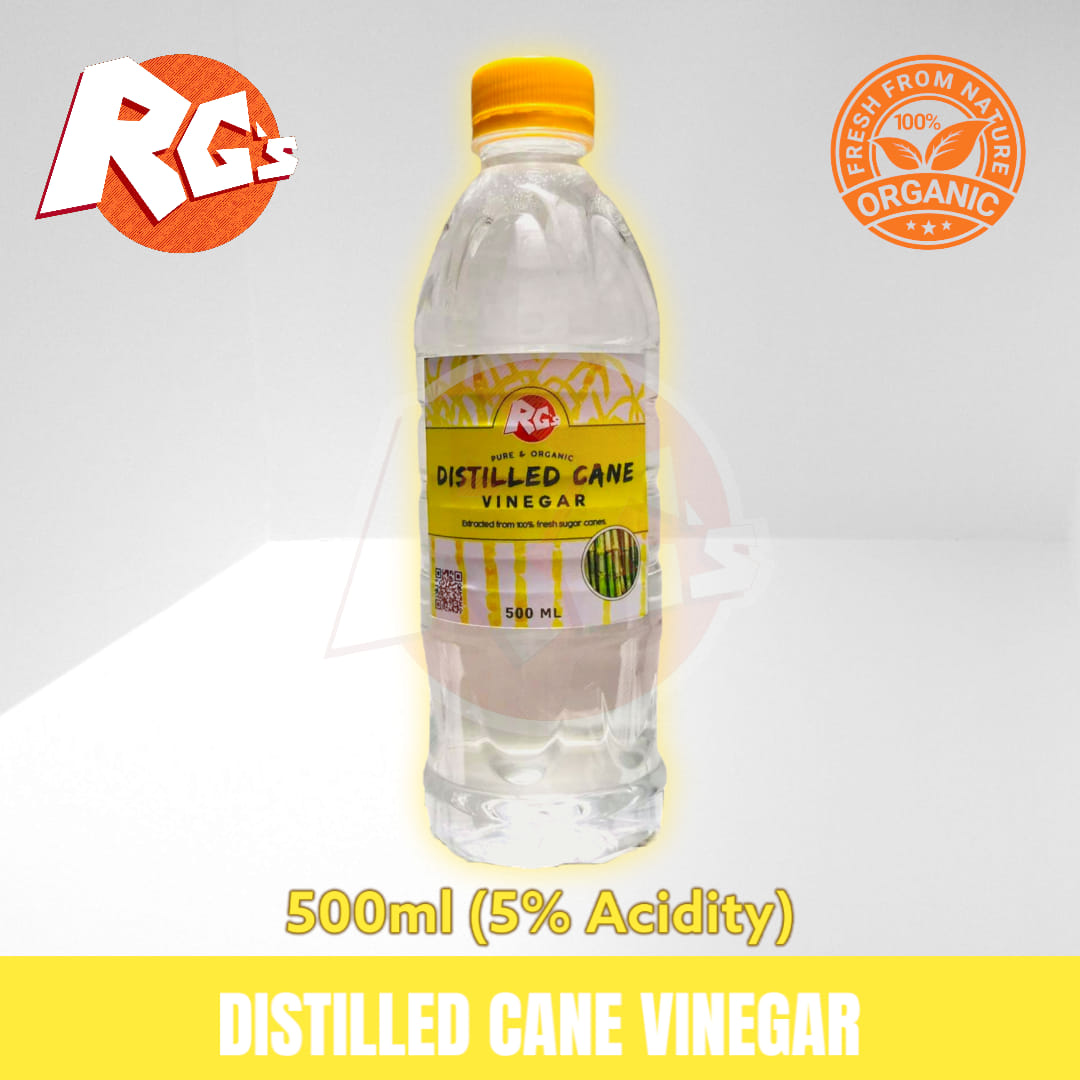 RG's
FRESH FROM NATURE
100%
ORGANIC
RG's
PURE & ORGANIC
DISTILLED CANE
VINEGAR
Extracted from 100% fresh sugar canes.
500 ML
RG's
500ml (5% Acidity)
DISTILLED CANE VINEGAR